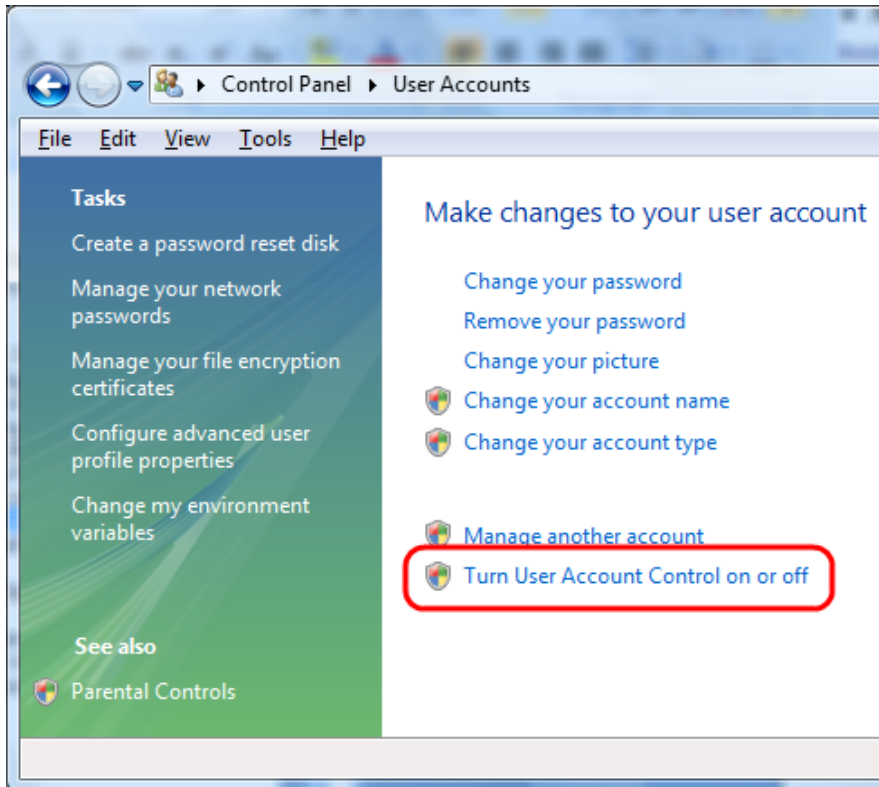 Control Panel ▸ User Accounts
File Edit View Tools Help
Tasks
Create a password reset disk
Manage your network
passwords
Manage your file encryption
certificates
Configure advanced user
profile properties
Change my environment
variables
See also
Parental Controls
Make changes to your user account
Change your password
Remove your password
Change your picture
Change your account name
Change your account type
Manage another account
Turn User Account Control on or off